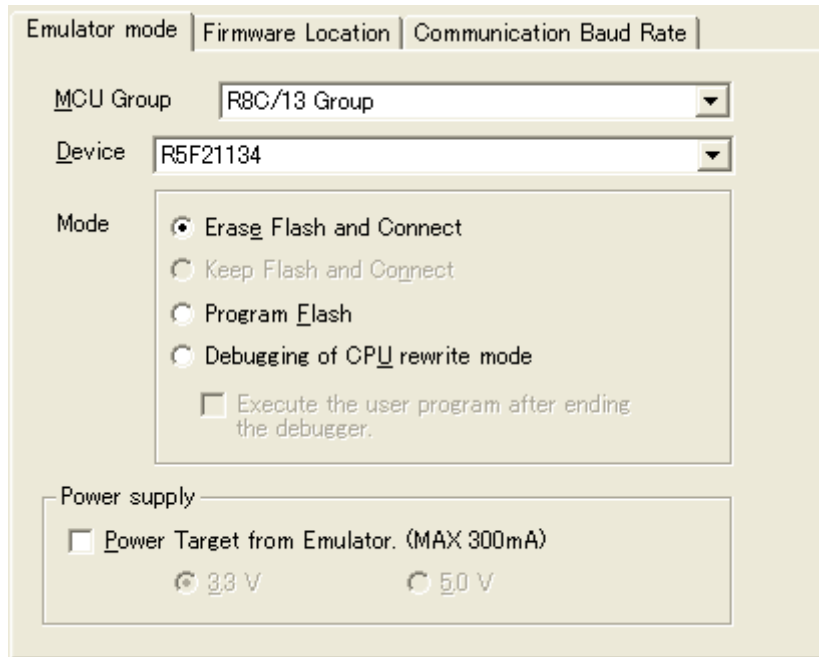 Emulator mode Firmware Location Communication Baud Rate
MCU Group R8C/13 Group
Device R5F21134
Mode
Erase Flash and Connect
Keep Flash and Connect
Program Flash
Debugging of CPU rewrite mode
Execute the user program after ending
the debugger.
Power supply
Power Target from Emulator. (MAX 300mA)
3.3 V 5.0 V